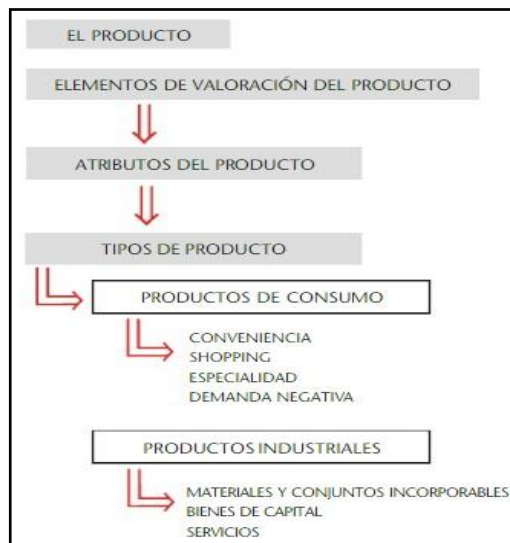 EL PRODUCTO
ELEMENTOS DE VALORACIÓN DEL PRODUCTO
ATRIBUTOS DEL PRODUCTO
TIPOS DE PRODUCTO
PRODUCTOS DE CONSUMO
CONVENIENCIA
SHOPPING
ESPECIALIDAD
DEMANDA NEGATIVA
PRODUCTOS INDUSTRIALES
MATERIALES Y CONJUNTOS INCORPORABLES
BIENES DE CAPITAL
SERVICIOS